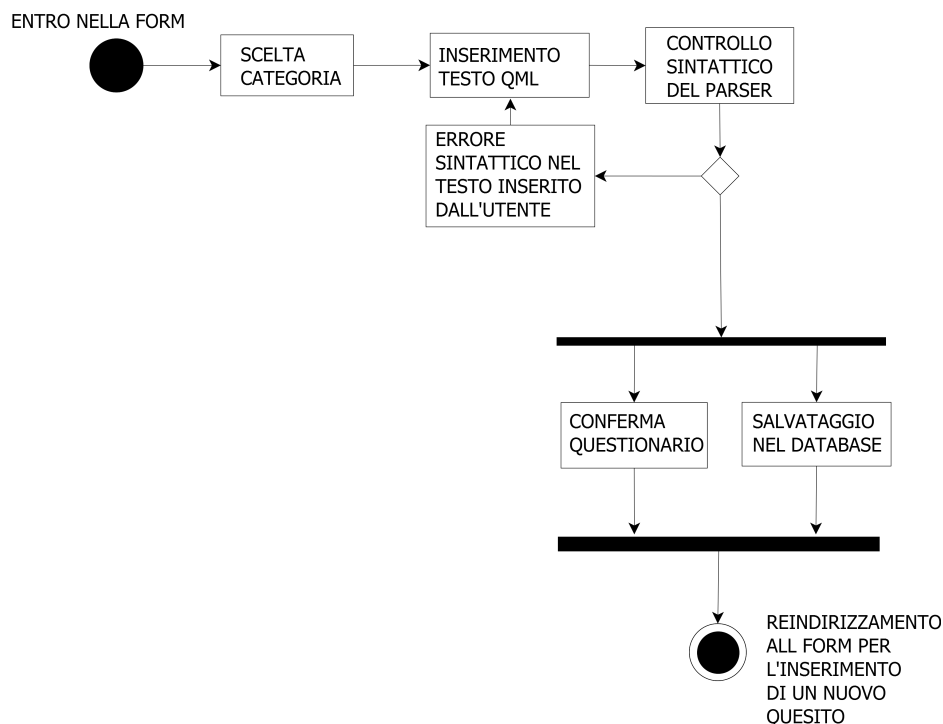 ENTRO NELLA FORM
SCELTA
CATEGORIA
INSERIMENTO
TESTO QML
CONTROLLO
SINTATTICO
DEL PARSER
ERRORE
SINTATTICO NEL
TESTO INSERITO
DALL'UTENTE
CONFERMA
QUESTIONARIO
SALVATAGGIO
NEL DATABASE
REINDIRIZZAMENTO
ALL FORM PER
L'INSERIMENTO
DI UN NUOVO
QUESITO